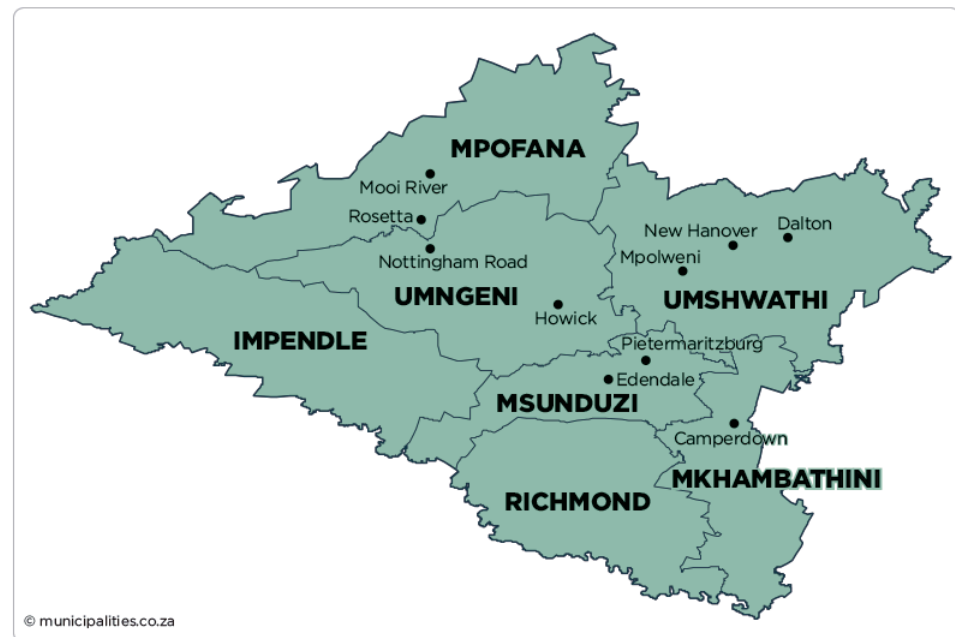 MPOFANA
Mooi River
Rosetta
New Hanover
Dalton
Nottingham Road
Mpolweni
UMNGENI
UMSHWATHI
Howick
IMPENDLE
Pietermaritzburg
Edendale
MSUNDUZI
Camperdown
MKHAMBATHINI
RICHMOND
© municipalities.co.za